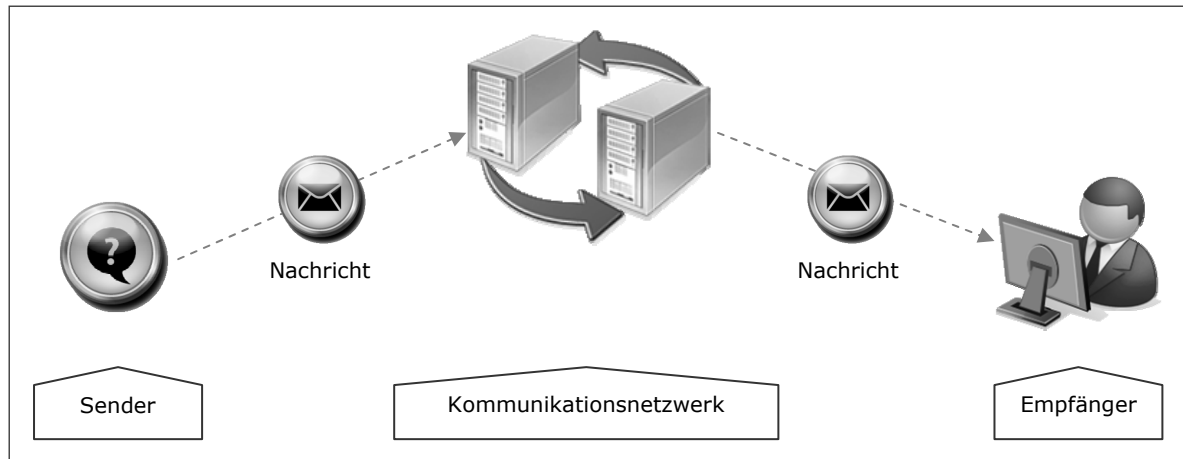 ?
Nachricht
Nachricht
Sender
Kommunikationsnetzwerk
Empfänger